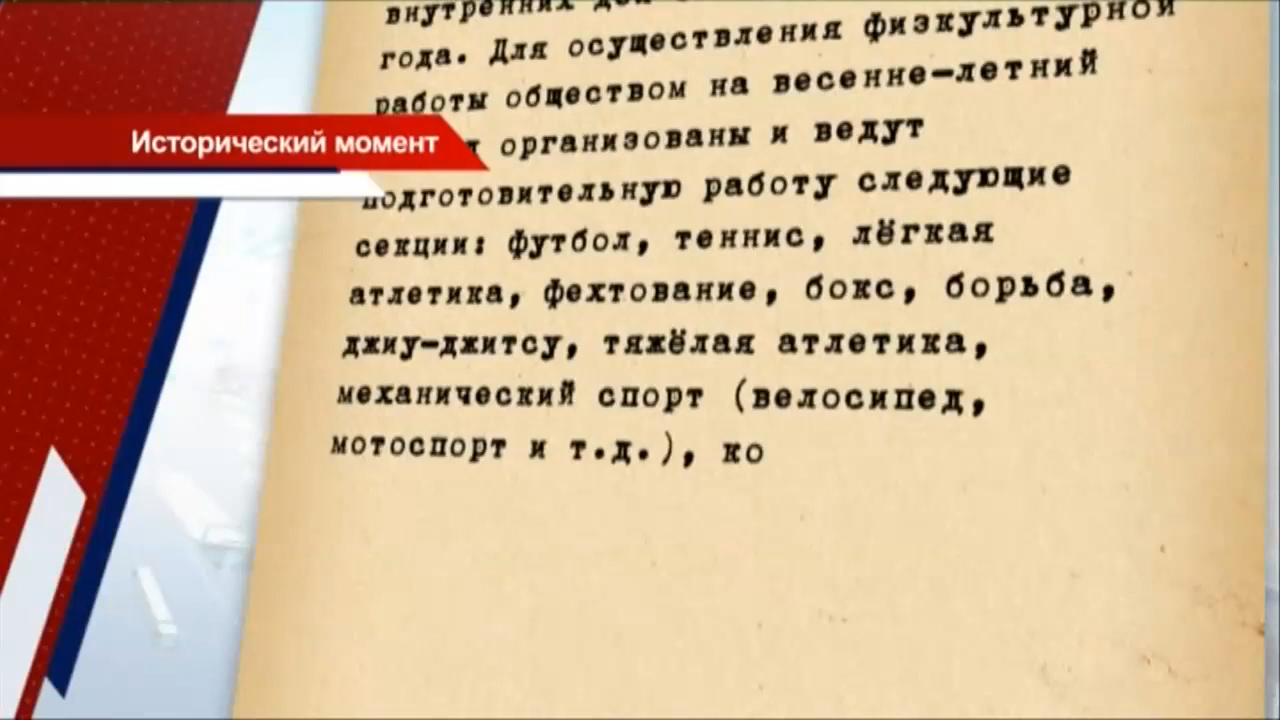 внутренних
года. Для осуществления физкультурной
работы обществом на весенне-летний
Исторический момент
организованы и ведут
подготовительную работу следующие
секции: футбол, теннис, лёгкая
атлетика, фехтование, бокс, борьба,
джиу-джитсу, тяжёлая атлетика,
механический спорт (велосипед,
мотоспорт и т.д.), ко